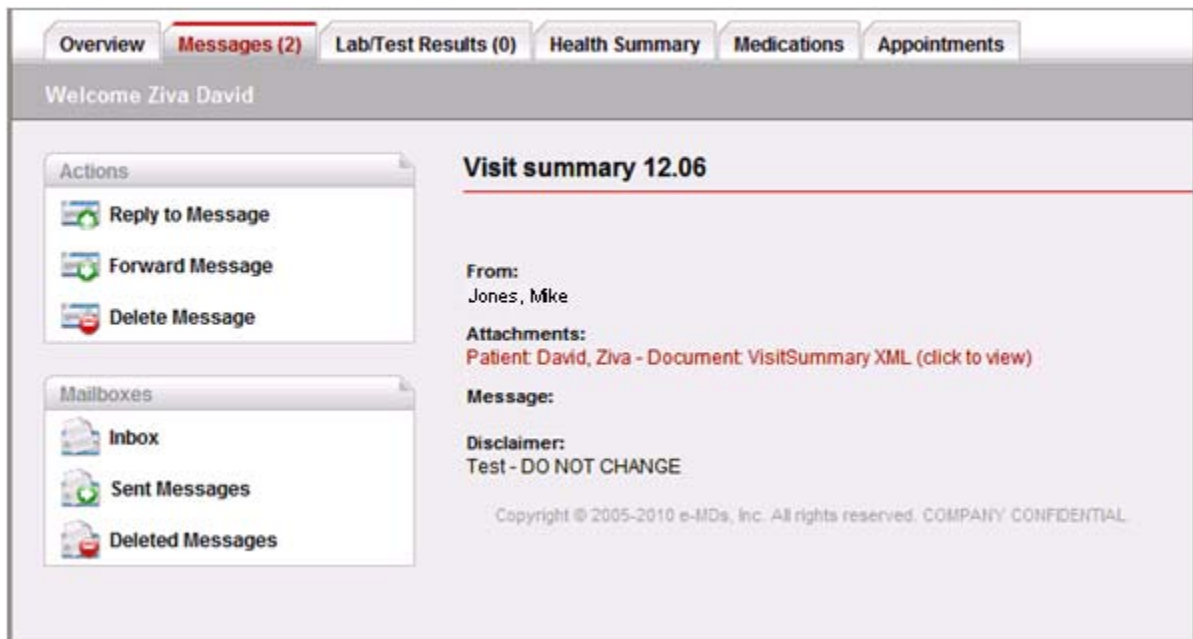 Overview Messages (2) Lab/Test Results (0) Health Summary Medications Appointments
Welcome Ziva David
Actions
Reply to Message
Forward Message
Delete Message
Mailboxes
Inbox
Sent Messages
Deleted Messages
Visit summary 12.06
From:
Jones, Mike
Attachments:
Patient: David, Ziva - Document: VisitSummary XML (click to view)
Message:
Disclaimer:
Test - DO NOT CHANGE
Copyright © 2005-2010 e-MDs, Inc. All rights reserved. COMPANY CONFIDENTIAL.